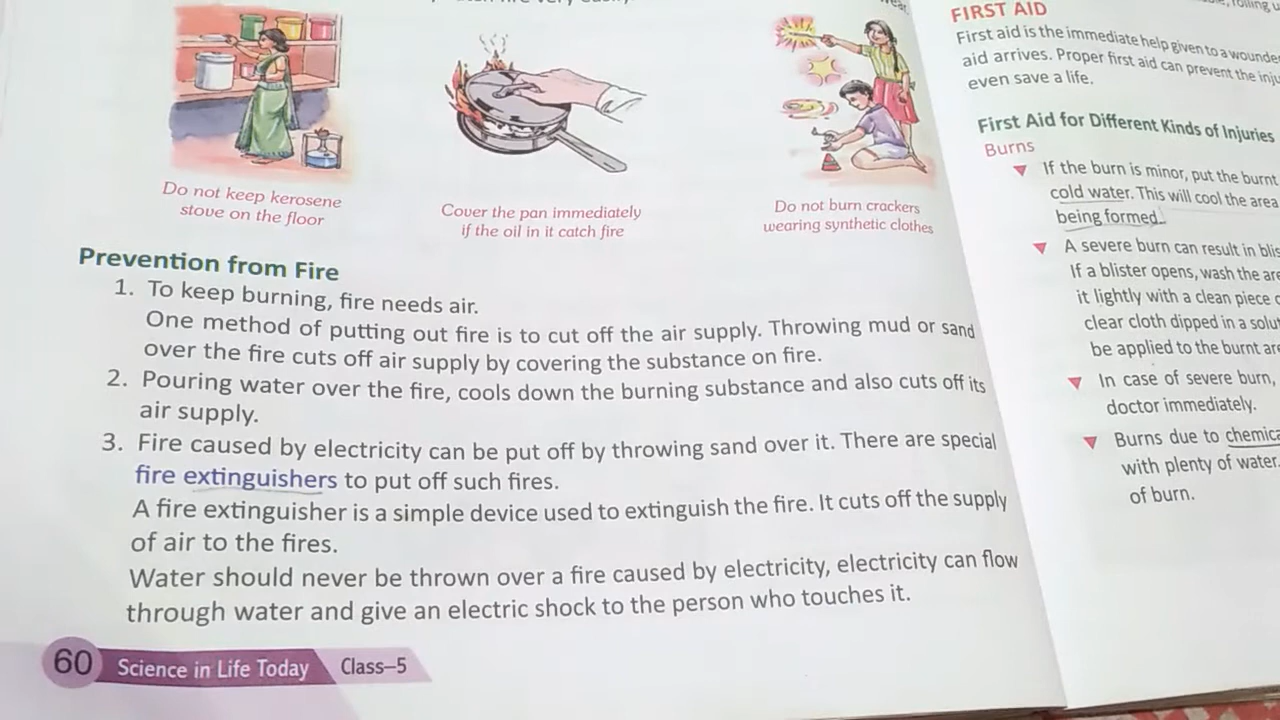 Do not keep kerosene
stove on the floor
Cover the pan immediately
if the oil in it catch fire
Do not burn crackers
wearing synthetic clothes
Prevention from Fire
1. To keep burning, fire needs air.
One method of putting out fire is to cut off the air supply. Throwing mud or sand
over the fire cuts off air supply by covering the substance on fire.
2. Pouring water over the fire, cools down the burning substance and also cuts off its
air supply.
3. Fire caused by electricity can be put off by throwing sand over it. There are special
fire extinguishers to put off such fires.
A fire extinguisher is a simple device used to extinguish the fire. It cuts off the supply
of air to the fires.
Water should never be thrown over a fire caused by electricity, electricity can flow
through water and give an electric shock to the person who touches it.
60 Science in Life Today Class–5
FIRST AID
First aid is the immediate help given to a
aid arrives. Proper first aid can prevent the
even save a life.
First Aid for Different Kinds of Injuries
Burns
If the burn is minor, put the burnt
cold water. This will cool the area
being formed.
A severe burn can result in
If a blister opens, wash the
it lightly with a clean piece
clear cloth dipped in a
be applied to the burnt
In case of severe burn,
doctor immediately.
Burns due to
with plenty of water.
of burn.